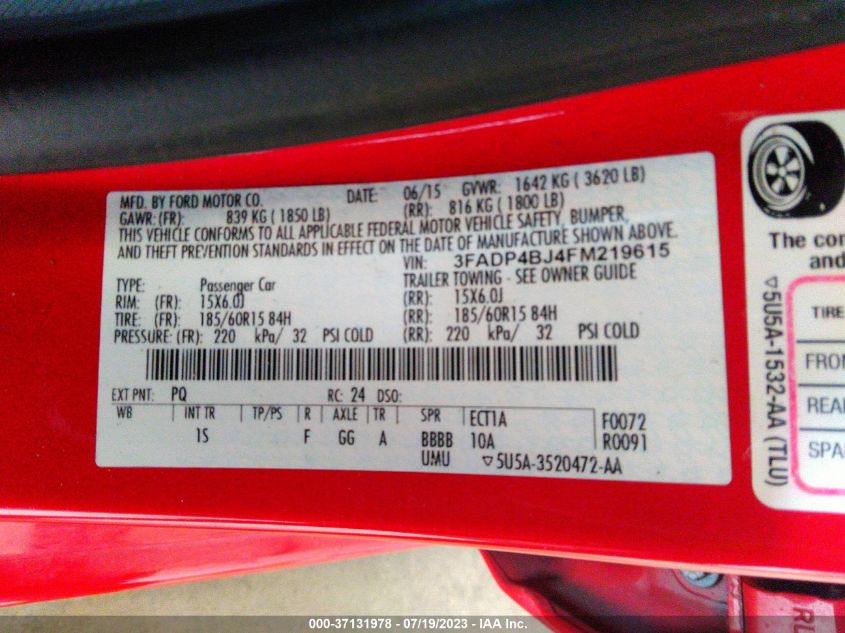 MFD. BY FORD MOTOR CO. DATE: 06/15 GVWR: 1642 KG ( 3620 LB)
GAWR: (FR): 839 KG ( 1850 LB) (RR): 816 KG ( 1800 LB)
THIS VEHICLE CONFORMS TO ALL APPLICABLE FEDERAL MOTOR VEHICLE SAFETY, BUMPER,
AND THEFT PREVENTION STANDARDS IN EFFECT ON THE DATE OF MANUFACTURE SHOWN ABOVE.
VIN: 3FADP4BJ4FM219615
TYPE: Passenger Car TRAILER TOWING - SEE OWNER GUIDE
RIM: (FR): 15X6.0J (RR): 15X6.0J
TIRE: (FR): 185/60R15 84H (RR): 185/60R15 84H
PRESSURE: (FR): 220 kPa/ 32 PSI COLD (RR): 220 kPa/ 32 PSI COLD
EXT PNT: PQ RC: 24 DSO:
WB INT TR TP/PS R AXLE TR SPR ECT1A F0072
1S F GG A BBBB 10A R0091
UMU ▽5U5A-3520472-AA
The com
and
▽5U5A-1532-AA (TLU)
TIRE
FRON
REA
SPA
RU
000-37131978 - 07/19/2023 - IAA Inc.